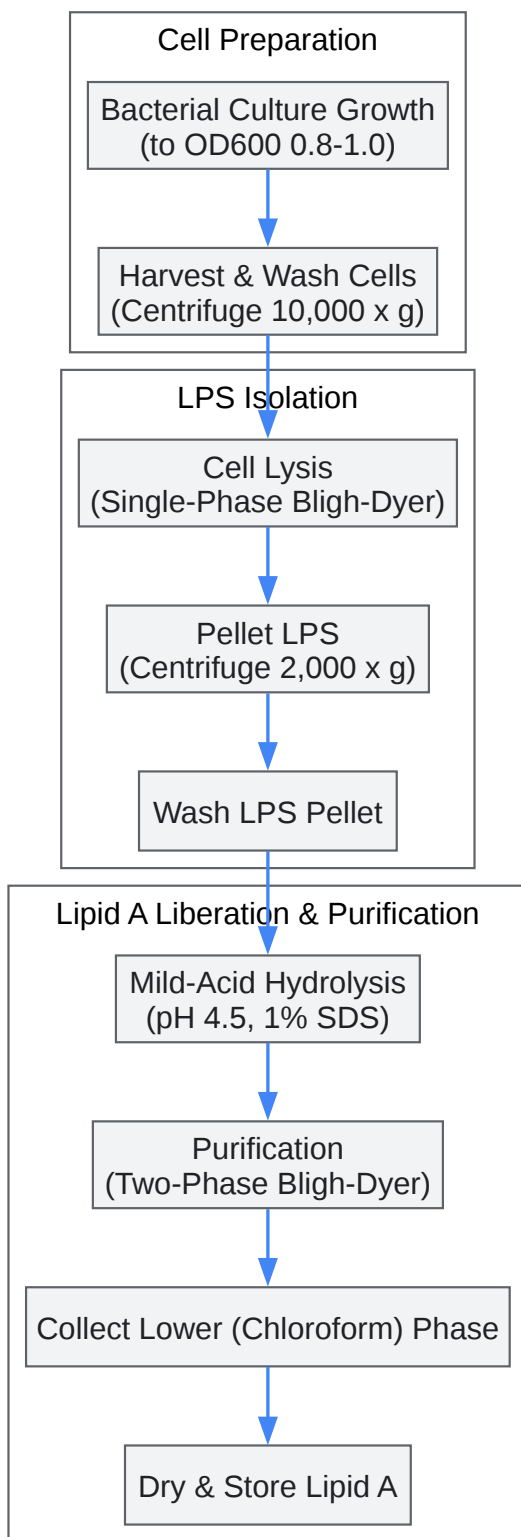 Cell Preparation
Bacterial Culture Growth
(to OD600 0.8-1.0)
Harvest & Wash Cells
(Centrifuge 10,000 x g)
LPS Isolation
Cell Lysis
(Single-Phase Bligh-Dyer)
Pellet LPS
(Centrifuge 2,000 x g)
Wash LPS Pellet
Lipid A Liberation & Purification
Mild-Acid Hydrolysis
(pH 4.5, 1% SDS)
Purification
(Two-Phase Bligh-Dyer)
Collect Lower (Chloroform) Phase
Dry & Store Lipid A